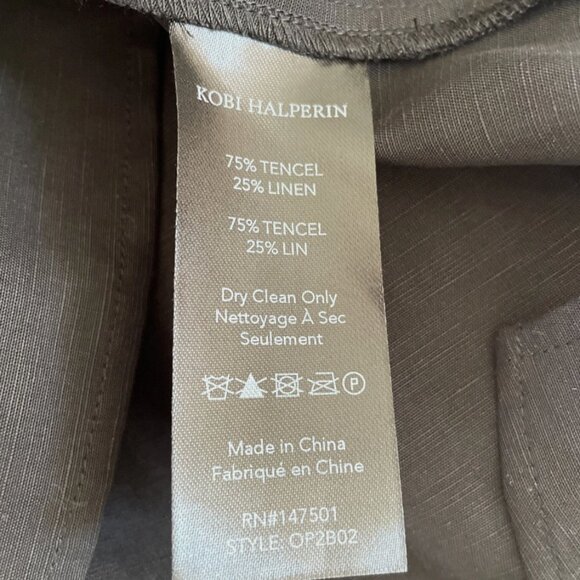 KOBI HALPERIN
75% TENCEL
25% LINEN
75% TENCEL
25% LIN
Dry Clean Only
Nettoyage À Sec
Seulement
P
Made in China
Fabriqué en Chine
RN#147501
STYLE: OP2B02